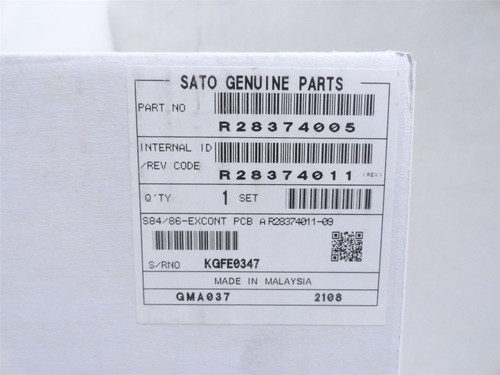 SATO GENUINE PARTS
PART NO
R28374005
INTERNAL ID
/REV CODE
R28374011 (REV)
Q'TY 1 SET
S84/86-EXCONT PCB A R28374011-09
S/RNO KGFE0347
MADE IN MALAYSIA
GMA037 2108